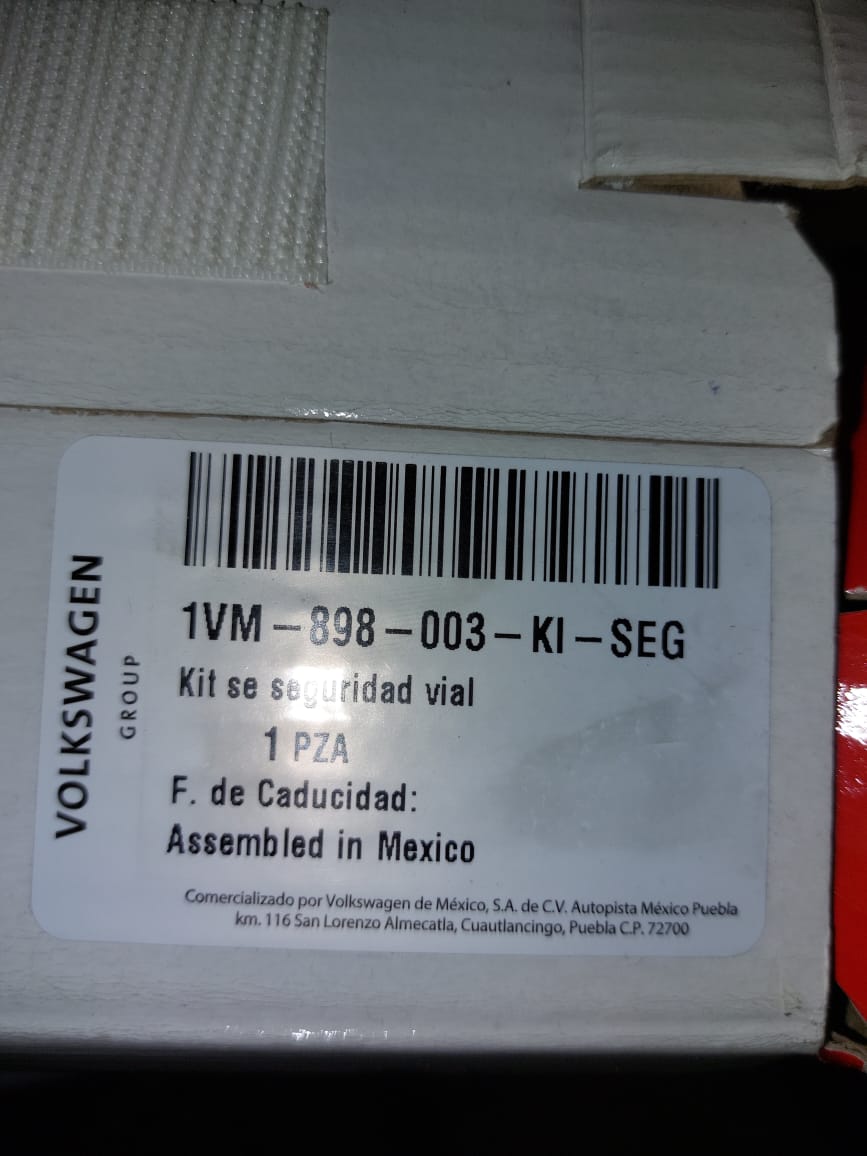 VOLKSWAGEN
GROUP
1VM-898-003-KI-SEG
Kit se seguridad vial
1 PZA
F. de Caducidad:
Assembled in Mexico
Comercializado por Volkswagen de México, S.A. de C.V. Autopista México Puebla
km. 116 San Lorenzo Almecatla, Cuautlancingo, Puebla C.P. 72700